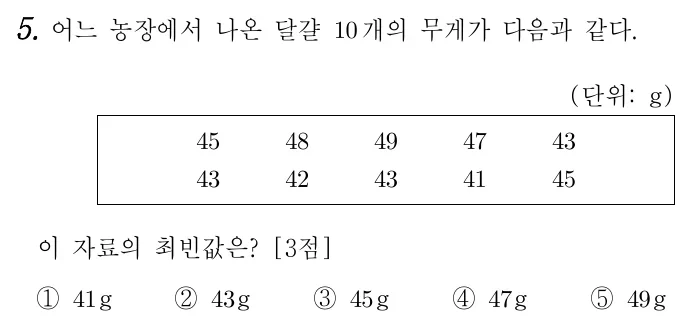 5. 어느 농장에서 나온 달걀 10개의 무게가 다음과 같다.
(단위: g)
45 48 49 47 43
43 42 43 41 45
이 자료의 최빈값은? [3점]
① 41g ② 43g ③ 45g ④ 47g ⑤ 49g